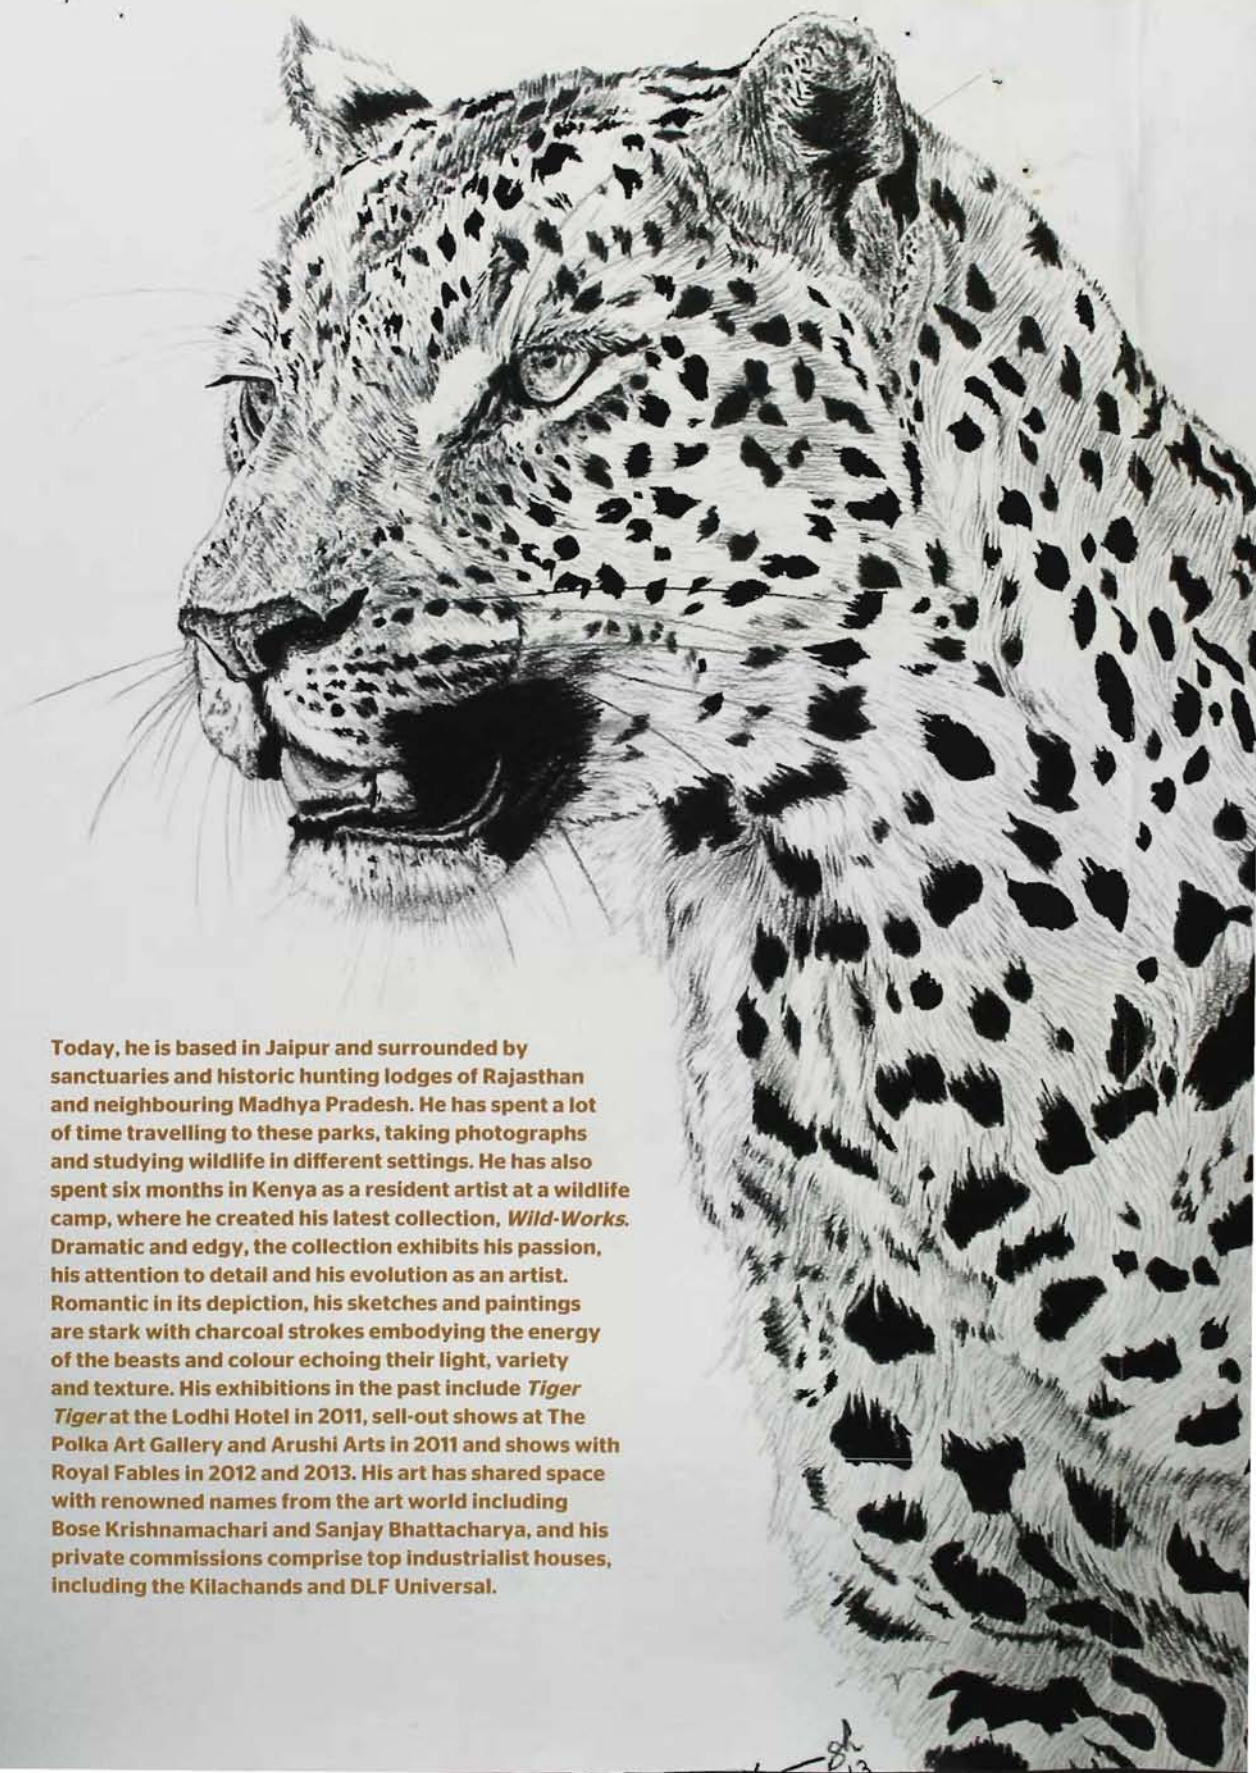 Today, he is based in Jaipur and surrounded by
sanctuaries and historic hunting lodges of Rajasthan
and neighbouring Madhya Pradesh. He has spent a lot
of time travelling to these parks, taking photographs
and studying wildlife in different settings. He has also
spent six months in Kenya as a resident artist at a wildlife
camp, where he created his latest collection, Wild-Works.
Dramatic and edgy, the collection exhibits his passion,
his attention to detail and his evolution as an artist.
Romantic in its depiction, his sketches and paintings
are stark with charcoal strokes embodying the energy
of the beasts and colour echoing their light, variety
and texture. His exhibitions in the past include Tiger
Tiger at the Lodhi Hotel in 2011, sell-out shows at The
Polka Art Gallery and Arushi Arts in 2011 and shows with
Royal Fables in 2012 and 2013. His art has shared space
with renowned names from the art world including
Bose Krishnamachari and Sanjay Bhattacharya, and his
private commissions comprise top industrialist houses,
including the Kilachands and DLF Universal.